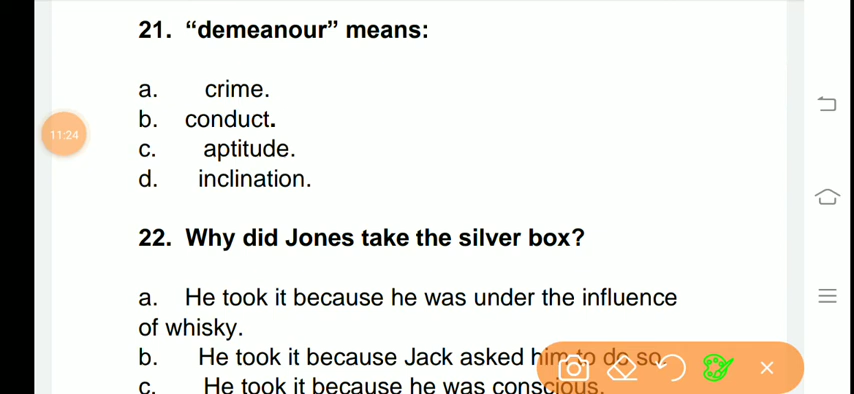 21. “demeanour” means:
a. crime.
b. conduct.
c. aptitude.
d. inclination.
11:24
22. Why did Jones take the silver box?
a. He took it because he was under the influence
of whisky.
b. He took it because Jack asked him to do so.
c. He took it because he was conscious.